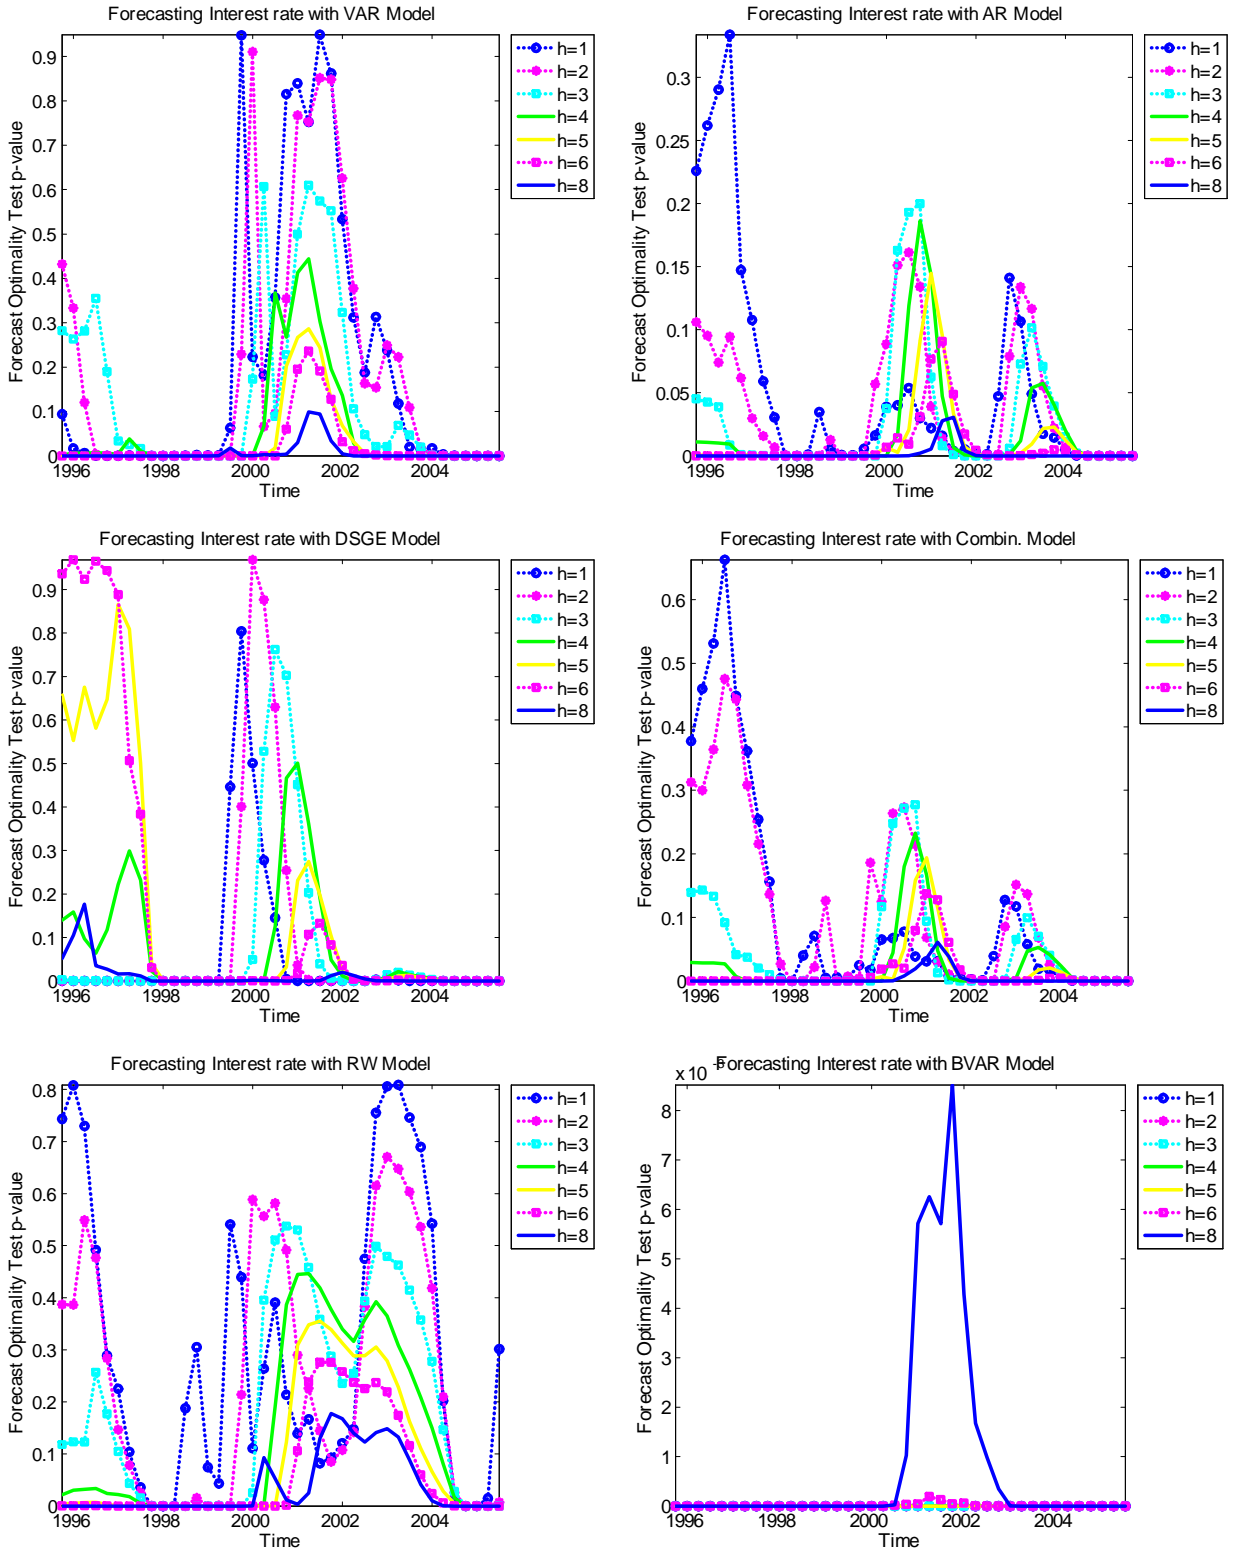 Forecasting Interest rate with VAR Model
Forecast Optimality Test p-value
0.9
0.8
0.7
0.6
0.5
0.4
0.3
0.2
0.1
0
1996 1998 2000 2002 2004
Time
h=1
h=2
h=3
h=4
h=5
h=6
h=8
Forecasting Interest rate with AR Model
Forecast Optimality Test p-value
0.3
0.25
0.2
0.15
0.1
0.05
0
1996 1998 2000 2002 2004
Time
h=1
h=2
h=3
h=4
h=5
h=6
h=8
Forecasting Interest rate with DSGE Model
Forecast Optimality Test p-value
0.9
0.8
0.7
0.6
0.5
0.4
0.3
0.2
0.1
0
1996 1998 2000 2002 2004
Time
h=1
h=2
h=3
h=4
h=5
h=6
h=8
Forecasting Interest rate with Combin. Model
Forecast Optimality Test p-value
0.6
0.5
0.4
0.3
0.2
0.1
0
1996 1998 2000 2002 2004
Time
h=1
h=2
h=3
h=4
h=5
h=6
h=8
Forecasting Interest rate with RW Model
Forecast Optimality Test p-value
0.8
0.7
0.6
0.5
0.4
0.3
0.2
0.1
0
1996 1998 2000 2002 2004
Time
h=1
h=2
h=3
h=4
h=5
h=6
h=8
Forecasting Interest rate with BVAR Model
x 10
Forecast Optimality Test p-value
8
7
6
5
4
3
2
1
0
1996 1998 2000 2002 2004
Time
h=1
h=2
h=3
h=4
h=5
h=6
h=8